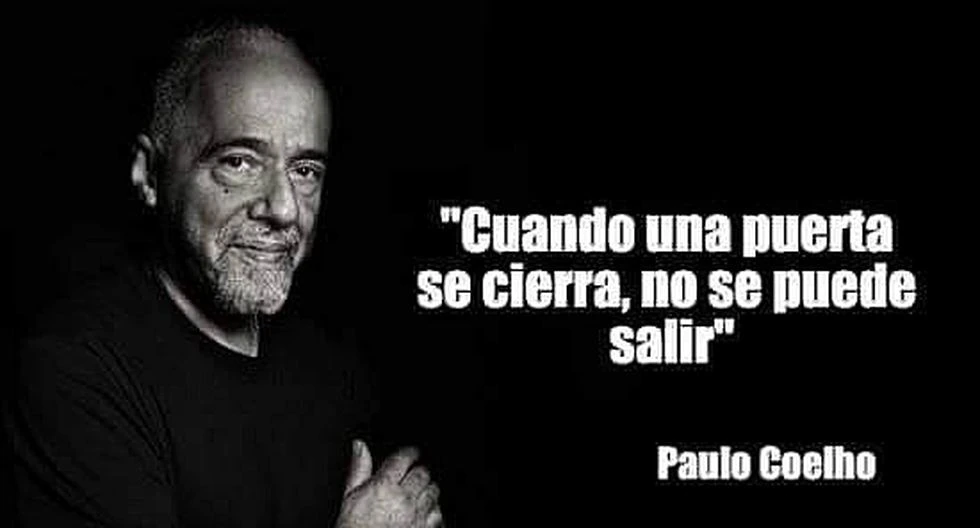 "Cuando una puerta
se cierra, no se puede
salir"
Paulo Coelho